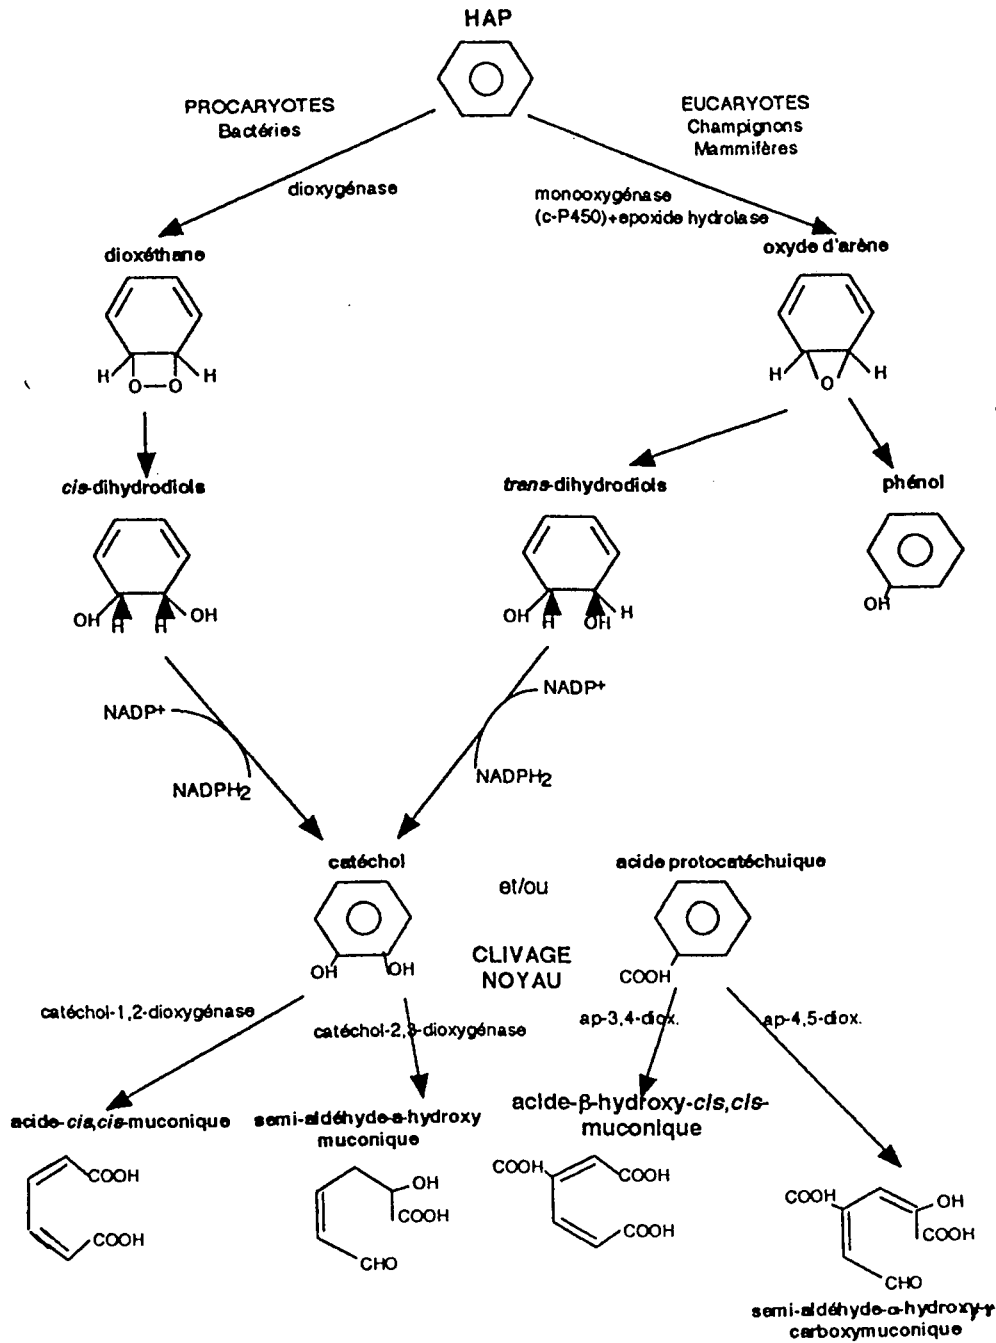 HAP
PROCARYOTES
Bactéries
EUCARYOTES
Champignons
Mammifères
dioxygénase
monooxygénase
(c-P450)+epoxide hydrolase
dioxéthane
oxyde d'arène
H
O
O
H
H
O
H
cis-dihydrodiols
trans-dihydrodiols
phénol
OH
H
H
OH
OH
H
OH
H
OH
NADP+
NADPH2
NADP+
NADPH2
catéchol
et/ou
acide protocatéchuique
OH
OH
CLIVAGE
NOYAU
COOH
catéchol-1,2-dioxygénase
catéchol-2,3-dioxygénase
ap-3,4-diox.
ap-4,5-diox.
acide-cis,cis-muconique
semi-aldéhyde-α-hydroxy
muconique
acide-β-hydroxy-cis,cis-
muconique
COOH
COOH
OH
COOH
CHO
COOH
COOH
COOH
COOH
OH
COOH
CHO
semi-aldéhyde-α-hydroxy-γ
carboxymuconique